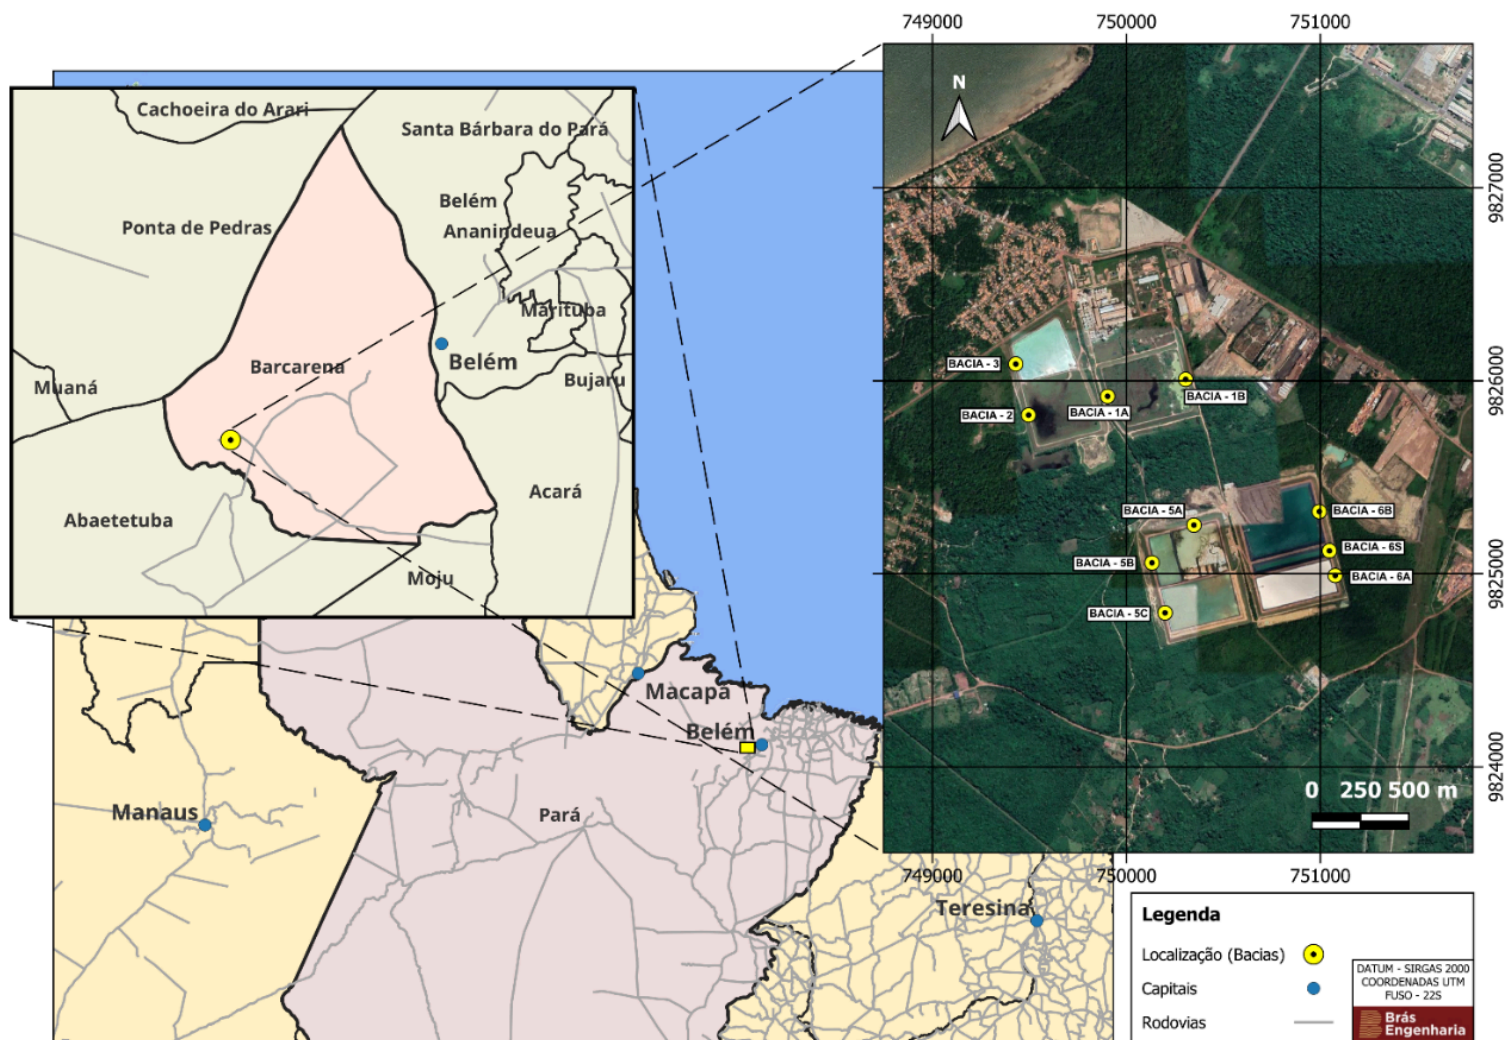 749000
750000
751000
Cachoeira do Arari
Santa Bárbara do Pará
Belém
Ponta de Pedras
Ananindeua
Marituba
Belém
Barcarena
Bujaru
Muaná
Acará
Abaetetuba
Moju
N
9827000
BACIA - 3
9826000
BACIA - 2
BACIA - 1A
BACIA - 1B
BACIA - 5A
BACIA - 6B
BACIA - 6S
9825000
BACIA - 5B
BACIA - 6A
BACIA - 5C
9824000
0 250 500 m
749000
750000
751000
Macapá
Belém
Manaus
Pará
Teresina
Legenda
Localização (Bacias)
Capitais
Rodovias
DATUM - SIRGAS 2000
COORDENADAS UTM
FUSO - 22S
Brás
Engenharia